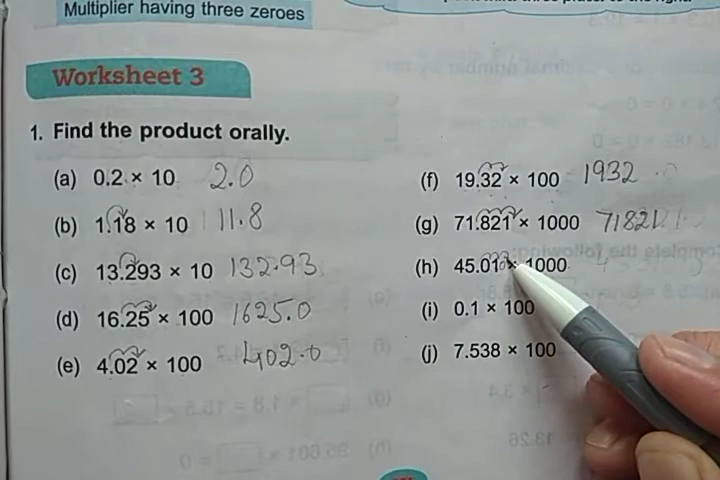 Multiplier having three zeroes
Worksheet 3
1. Find the product orally.
(a) 0.2 × 10 2.0
(b) 1.18 × 10 11.8
(c) 13.293 × 10 132.93
(d) 16.25 × 100 1625.0
(e) 4.02 × 100 402.0
(f) 19.32 × 100 1932
(g) 71.821 × 1000 71821
(h) 45.010 × 1000
(i) 0.1 × 100
(j) 7.538 × 100